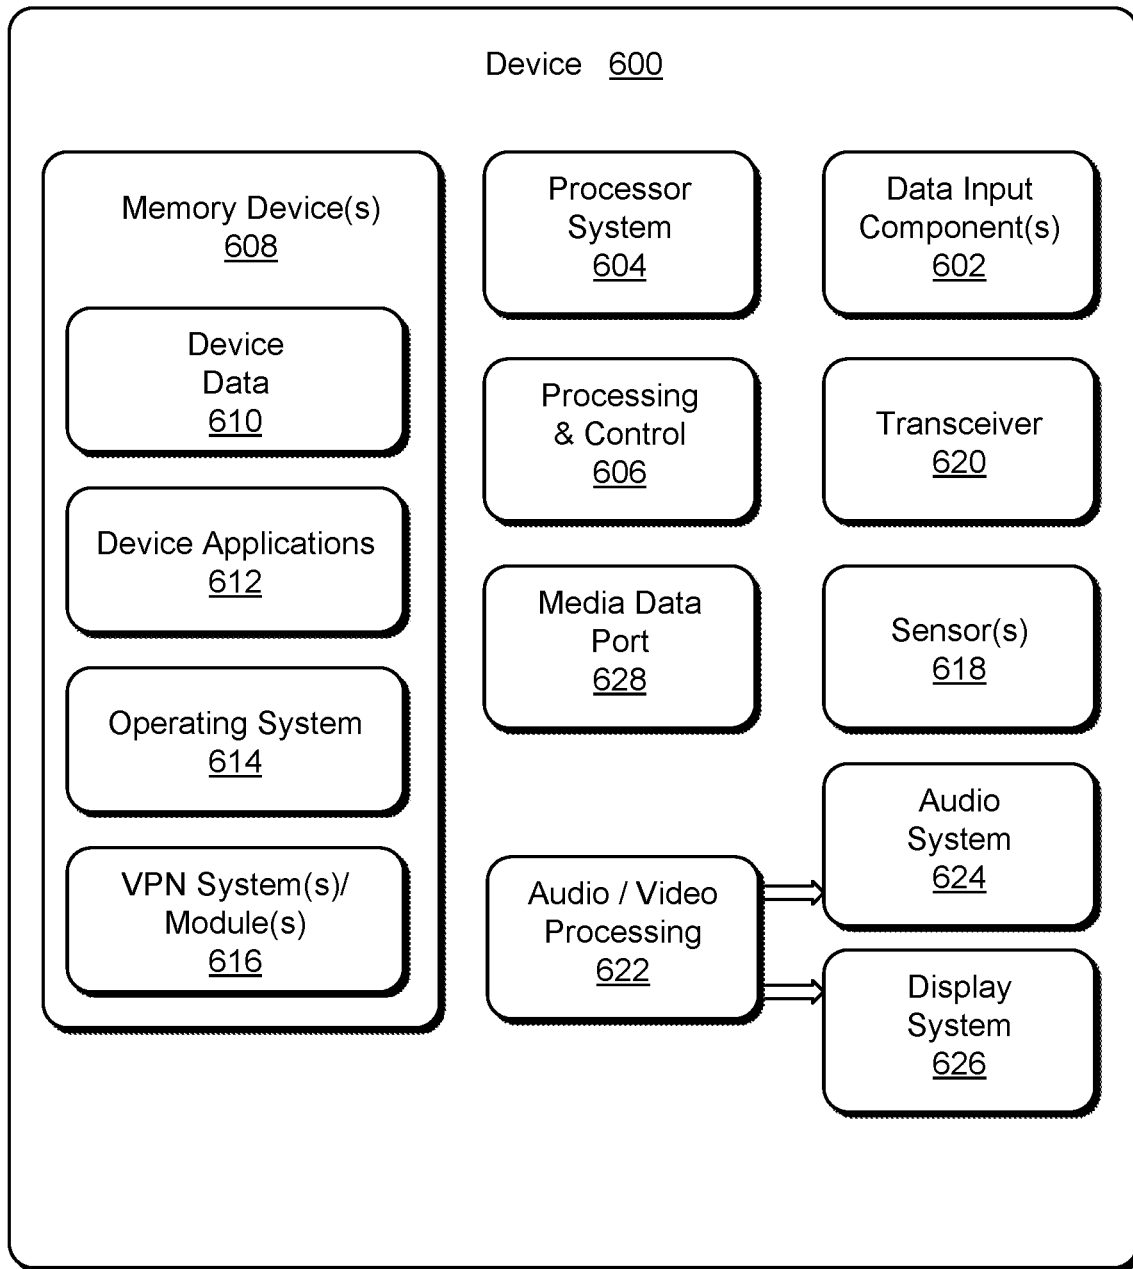 Device 600
Memory Device(s)
608
Device
Data
610
Device Applications
612
Operating System
614
VPN System(s)/
Module(s)
616
Processor
System
604
Processing
& Control
606
Media Data
Port
628
Audio / Video
Processing
622
Data Input
Component(s)
602
Transceiver
620
Sensor(s)
618
Audio
System
624
Display
System
626